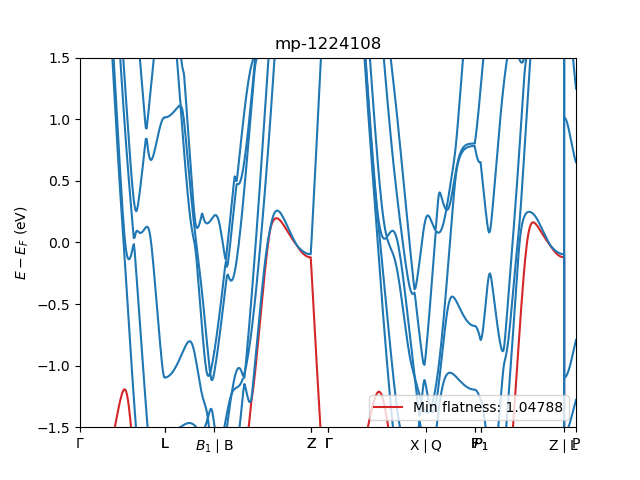 mp-1224108
E − E_F (eV)
1.5
1.0
0.5
0.0
−0.5
−1.0
−1.5
Min flatness: 1.04788
Γ L B₁ | B Z Γ X | Q P₁ Z | L P